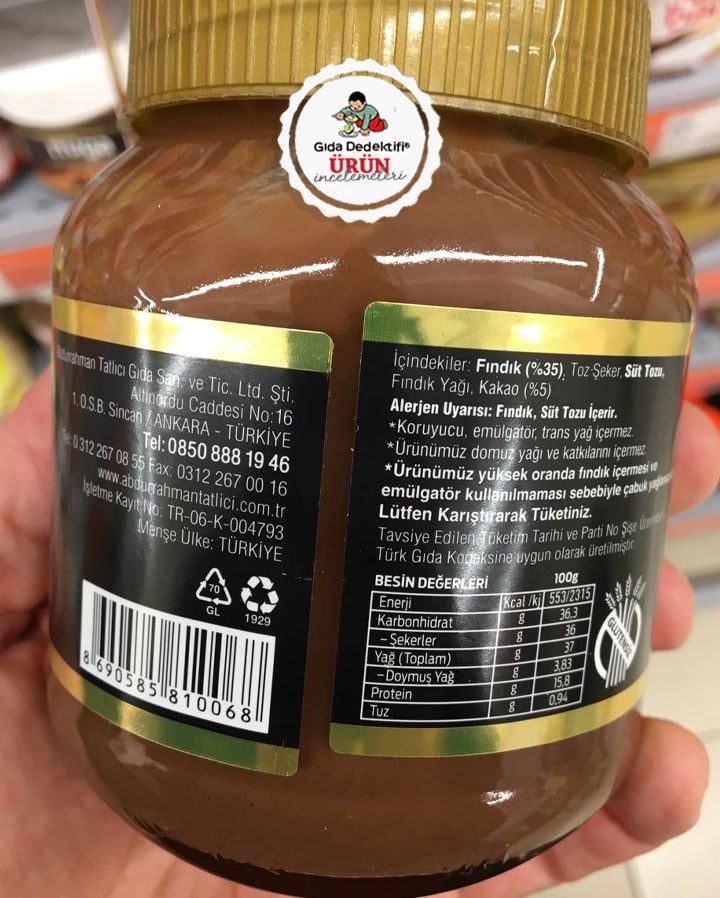 Gıda Dedektifi®
ÜRÜN
incelemeleri
Abdurrahman Tatlıcı Gıda San. ve Tic. Ltd. Şti.
Altınordu Caddesi No:16
1. O.S.B. Sincan / ANKARA - TÜRKİYE
Tel: 0850 888 19 46
Tel: 0 312 267 08 55 Fax: 0312 267 00 16
www.abdurrahmantatlici.com.tr
İşletme Kayıt No: TR-06-K-004793
Menşe Ülke: TÜRKİYE
70
GL
1929
8 690585 810068
İçindekiler: Fındık (%35), Toz Şeker, Süt Tozu,
Fındık Yağı, Kakao (%5)
Alerjen Uyarısı: Fındık, Süt Tozu İçerir.
*Koruyucu, emülgatör, trans yağ içermez.
*Ürünümüz domuz yağı ve katkılarını içermez.
*Ürünümüz yüksek oranda fındık içermesi ve
emülgatör kullanılmaması sebebiyle çabuk
Lütfen Karıştırarak Tüketiniz.
Tavsiye Edilen Tüketim Tarihi ve Parti No Şişe
Türk Gıda Kodeksine uygun olarak üretilmiştir.
BESİN DEĞERLERİ 100g
Enerji Kcal /kj 553/2315
Karbonhidrat g 36,3
–Şekerler g 36
Yağ (Toplam) g 37
–Doymuş Yağ g 3,83
Protein g 15,8
Tuz g 0,94